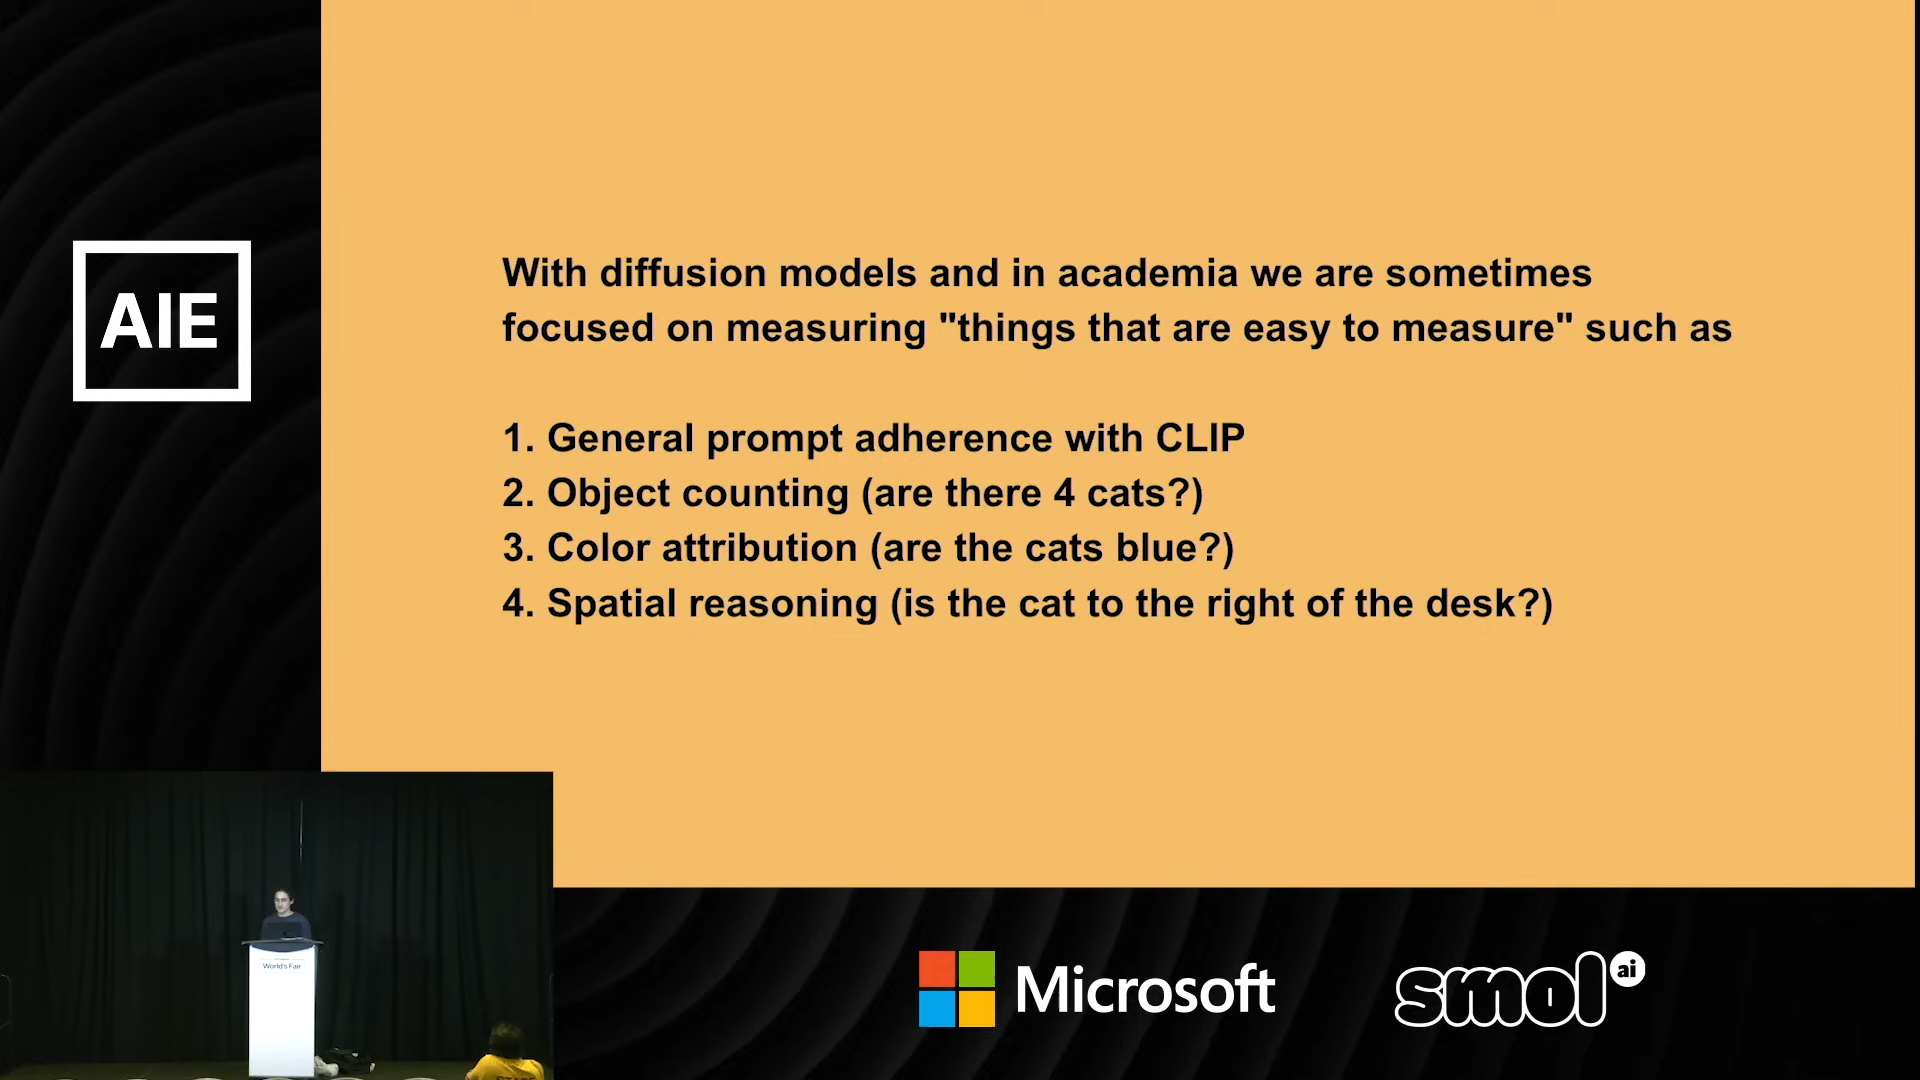 AIE
With diffusion models and in academia we are sometimes
focused on measuring "things that are easy to measure" such as
1. General prompt adherence with CLIP
2. Object counting (are there 4 cats?)
3. Color attribution (are the cats blue?)
4. Spatial reasoning (is the cat to the right of the desk?)
World's Fair
Microsoft
smol ai